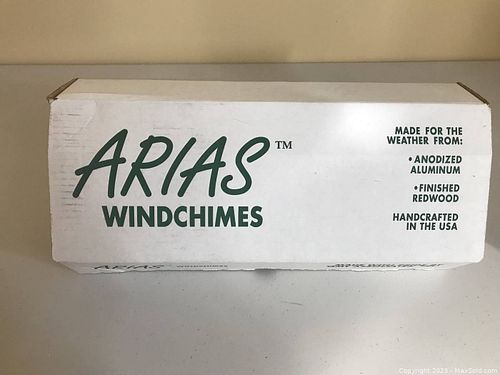 ARIAS™
WINDCHIMES
MADE FOR THE
WEATHER FROM:
• ANODIZED
ALUMINUM
• FINISHED
REDWOOD
HANDCRAFTED
IN THE USA
ARIAS WINDCHIMES
Copyright 2023 - MaxSold.com